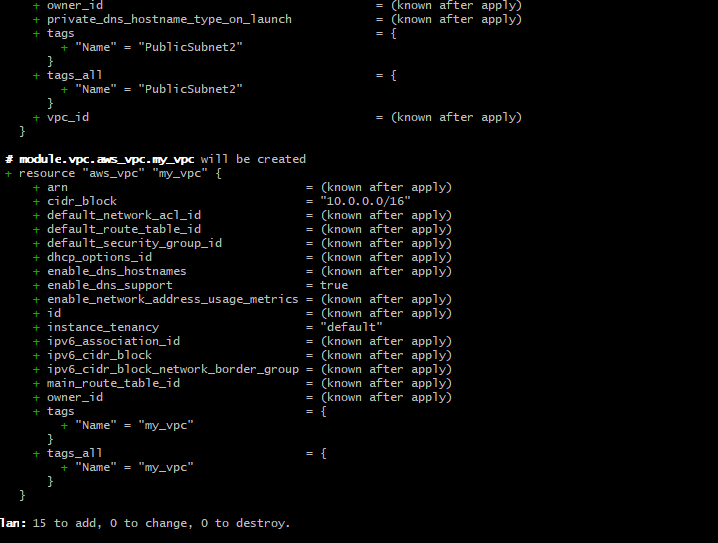 + owner_id = (known after apply)
+ private_dns_hostname_type_on_launch = (known after apply)
+ tags = {
+ "Name" = "PublicSubnet2"
}
+ tags_all = {
+ "Name" = "PublicSubnet2"
}
+ vpc_id = (known after apply)
}
# module.vpc.aws_vpc.my_vpc will be created
+ resource "aws_vpc" "my_vpc" {
+ arn = (known after apply)
+ cidr_block = "10.0.0.0/16"
+ default_network_acl_id = (known after apply)
+ default_route_table_id = (known after apply)
+ default_security_group_id = (known after apply)
+ dhcp_options_id = (known after apply)
+ enable_dns_hostnames = (known after apply)
+ enable_dns_support = true
+ enable_network_address_usage_metrics = (known after apply)
+ id = (known after apply)
+ instance_tenancy = "default"
+ ipv6_association_id = (known after apply)
+ ipv6_cidr_block = (known after apply)
+ ipv6_cidr_block_network_border_group = (known after apply)
+ main_route_table_id = (known after apply)
+ owner_id = (known after apply)
+ tags = {
+ "Name" = "my_vpc"
}
+ tags_all = {
+ "Name" = "my_vpc"
}
}
lan: 15 to add, 0 to change, 0 to destroy.